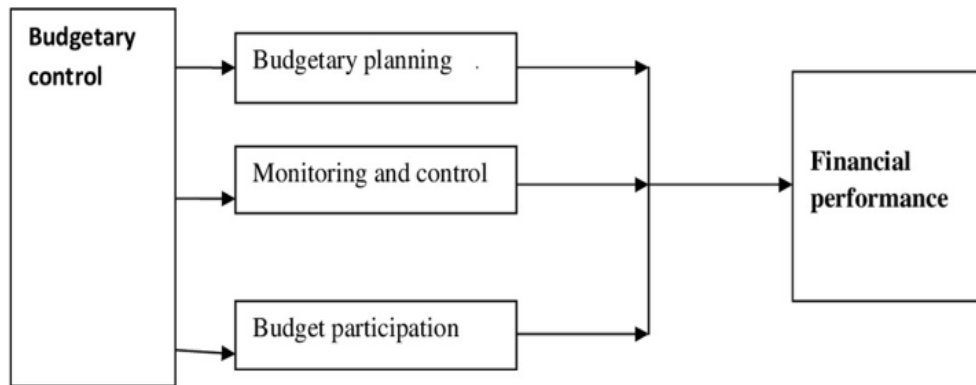 Budgetary
control
Budgetary planning .
Monitoring and control
Budget participation
Financial
performance